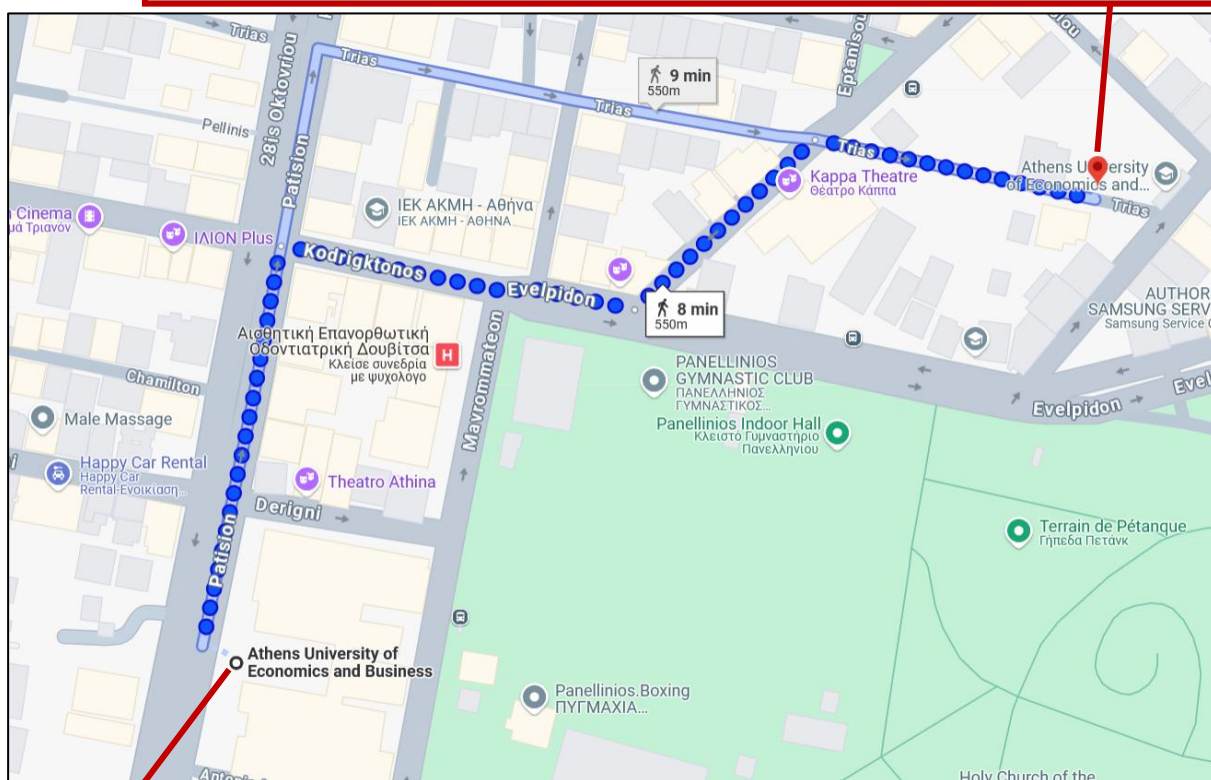 Trias
28is Oktovriou
Patision
Trias
9 min
550m
Trias
Eptanisou
Pellinis
Trias
Athens University
of Economics and...
Trias
Kappa Theatre
Θέατρο Κάππα
ΙΕΚ ΑΚΜΗ - Αθήνα
ΙΕΚ ΑΚΜΗ - ΑΘΗΝΑ
Cinema
μά Τριανόν
ΙΛΙΟΝ Plus
Kodrigktonos
Evelpidon
8 min
550m
AUTHOR
SAMSUNG SERV
Samsung Service C
Αισθητική Επανορθωτική
Οδοντιατρική Δουβίτσα
Κλείσε συνεδρία
με ψυχολόγο
H
PANELLINIOS
GYMNASTIC CLUB
ΠΑΝΕΛΛΗΝΙΟΣ
ΓΥΜΝΑΣΤΙΚΟΣ...
Chamilton
Mavrommateon
Evelpidon
Evel
Male Massage
Panellinios Indoor Hall
Κλειστό Γυμναστήριο
Πανελληνίου
Happy Car Rental
Happy Car
Rental-Ενοικίαση...
Theatro Athina
Derigni
Patision
Terrain de Pétanque
Γήπεδα Πετάνκ
Athens University of
Economics and Business
Panellinios.Boxing
ΠΥΓΜΑΧΙΑ...
Holy Church of the